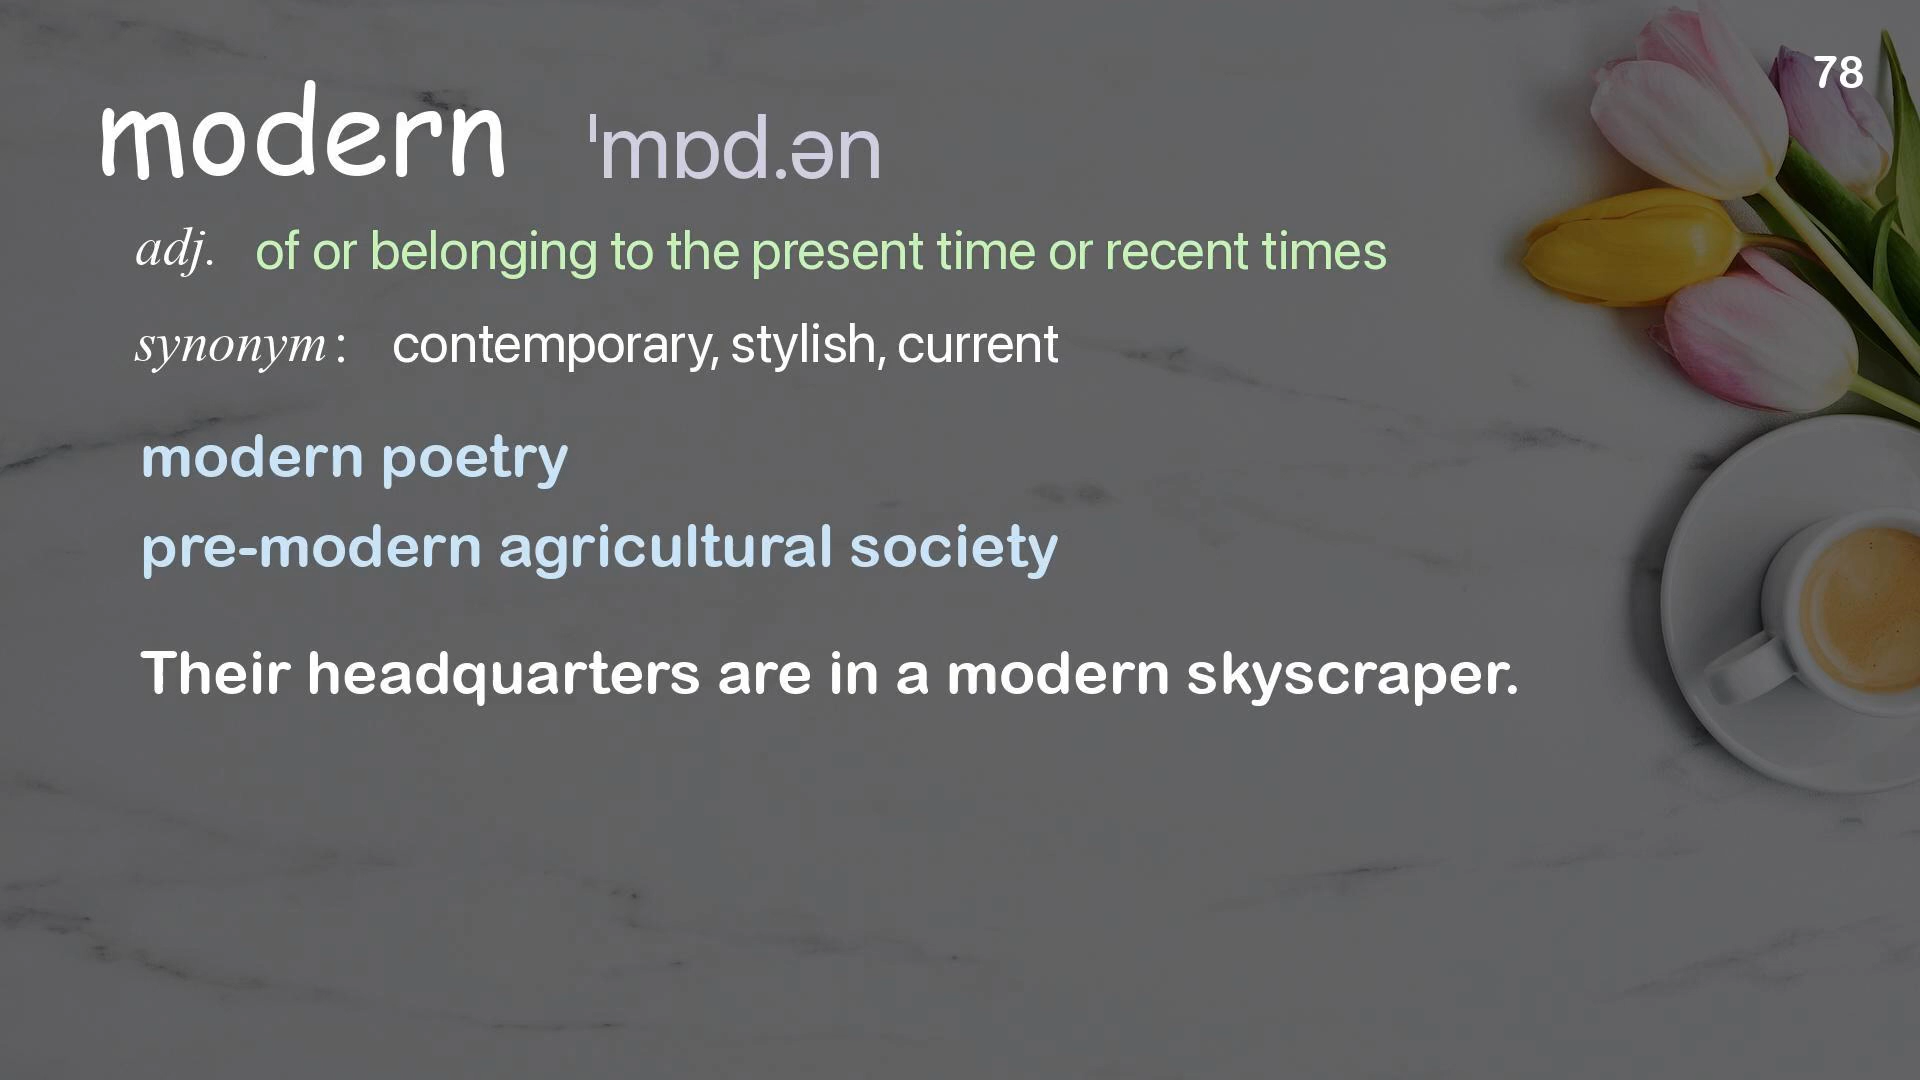 78
modern ˈmɒd.ən
adj. of or belonging to the present time or recent times
synonym: contemporary, stylish, current
modern poetry
pre-modern agricultural society
Their headquarters are in a modern skyscraper.